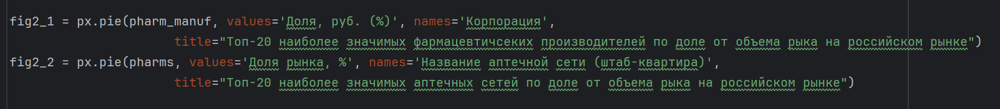 fig2_1 = px.pie(pharm_manuf, values='Доля, руб. (%)', names='Корпорация',
title="Топ-20 наиболее значимых фармацевтичсеких производителей по доле от объема рыка на российском рынке")
fig2_2 = px.pie(pharms, values='Доля рынка, %', names='Название аптечной сети (штаб-квартира)',
title="Топ-20 наиболее значимых аптечных сетей по доле от объема рыка на российском рынке")